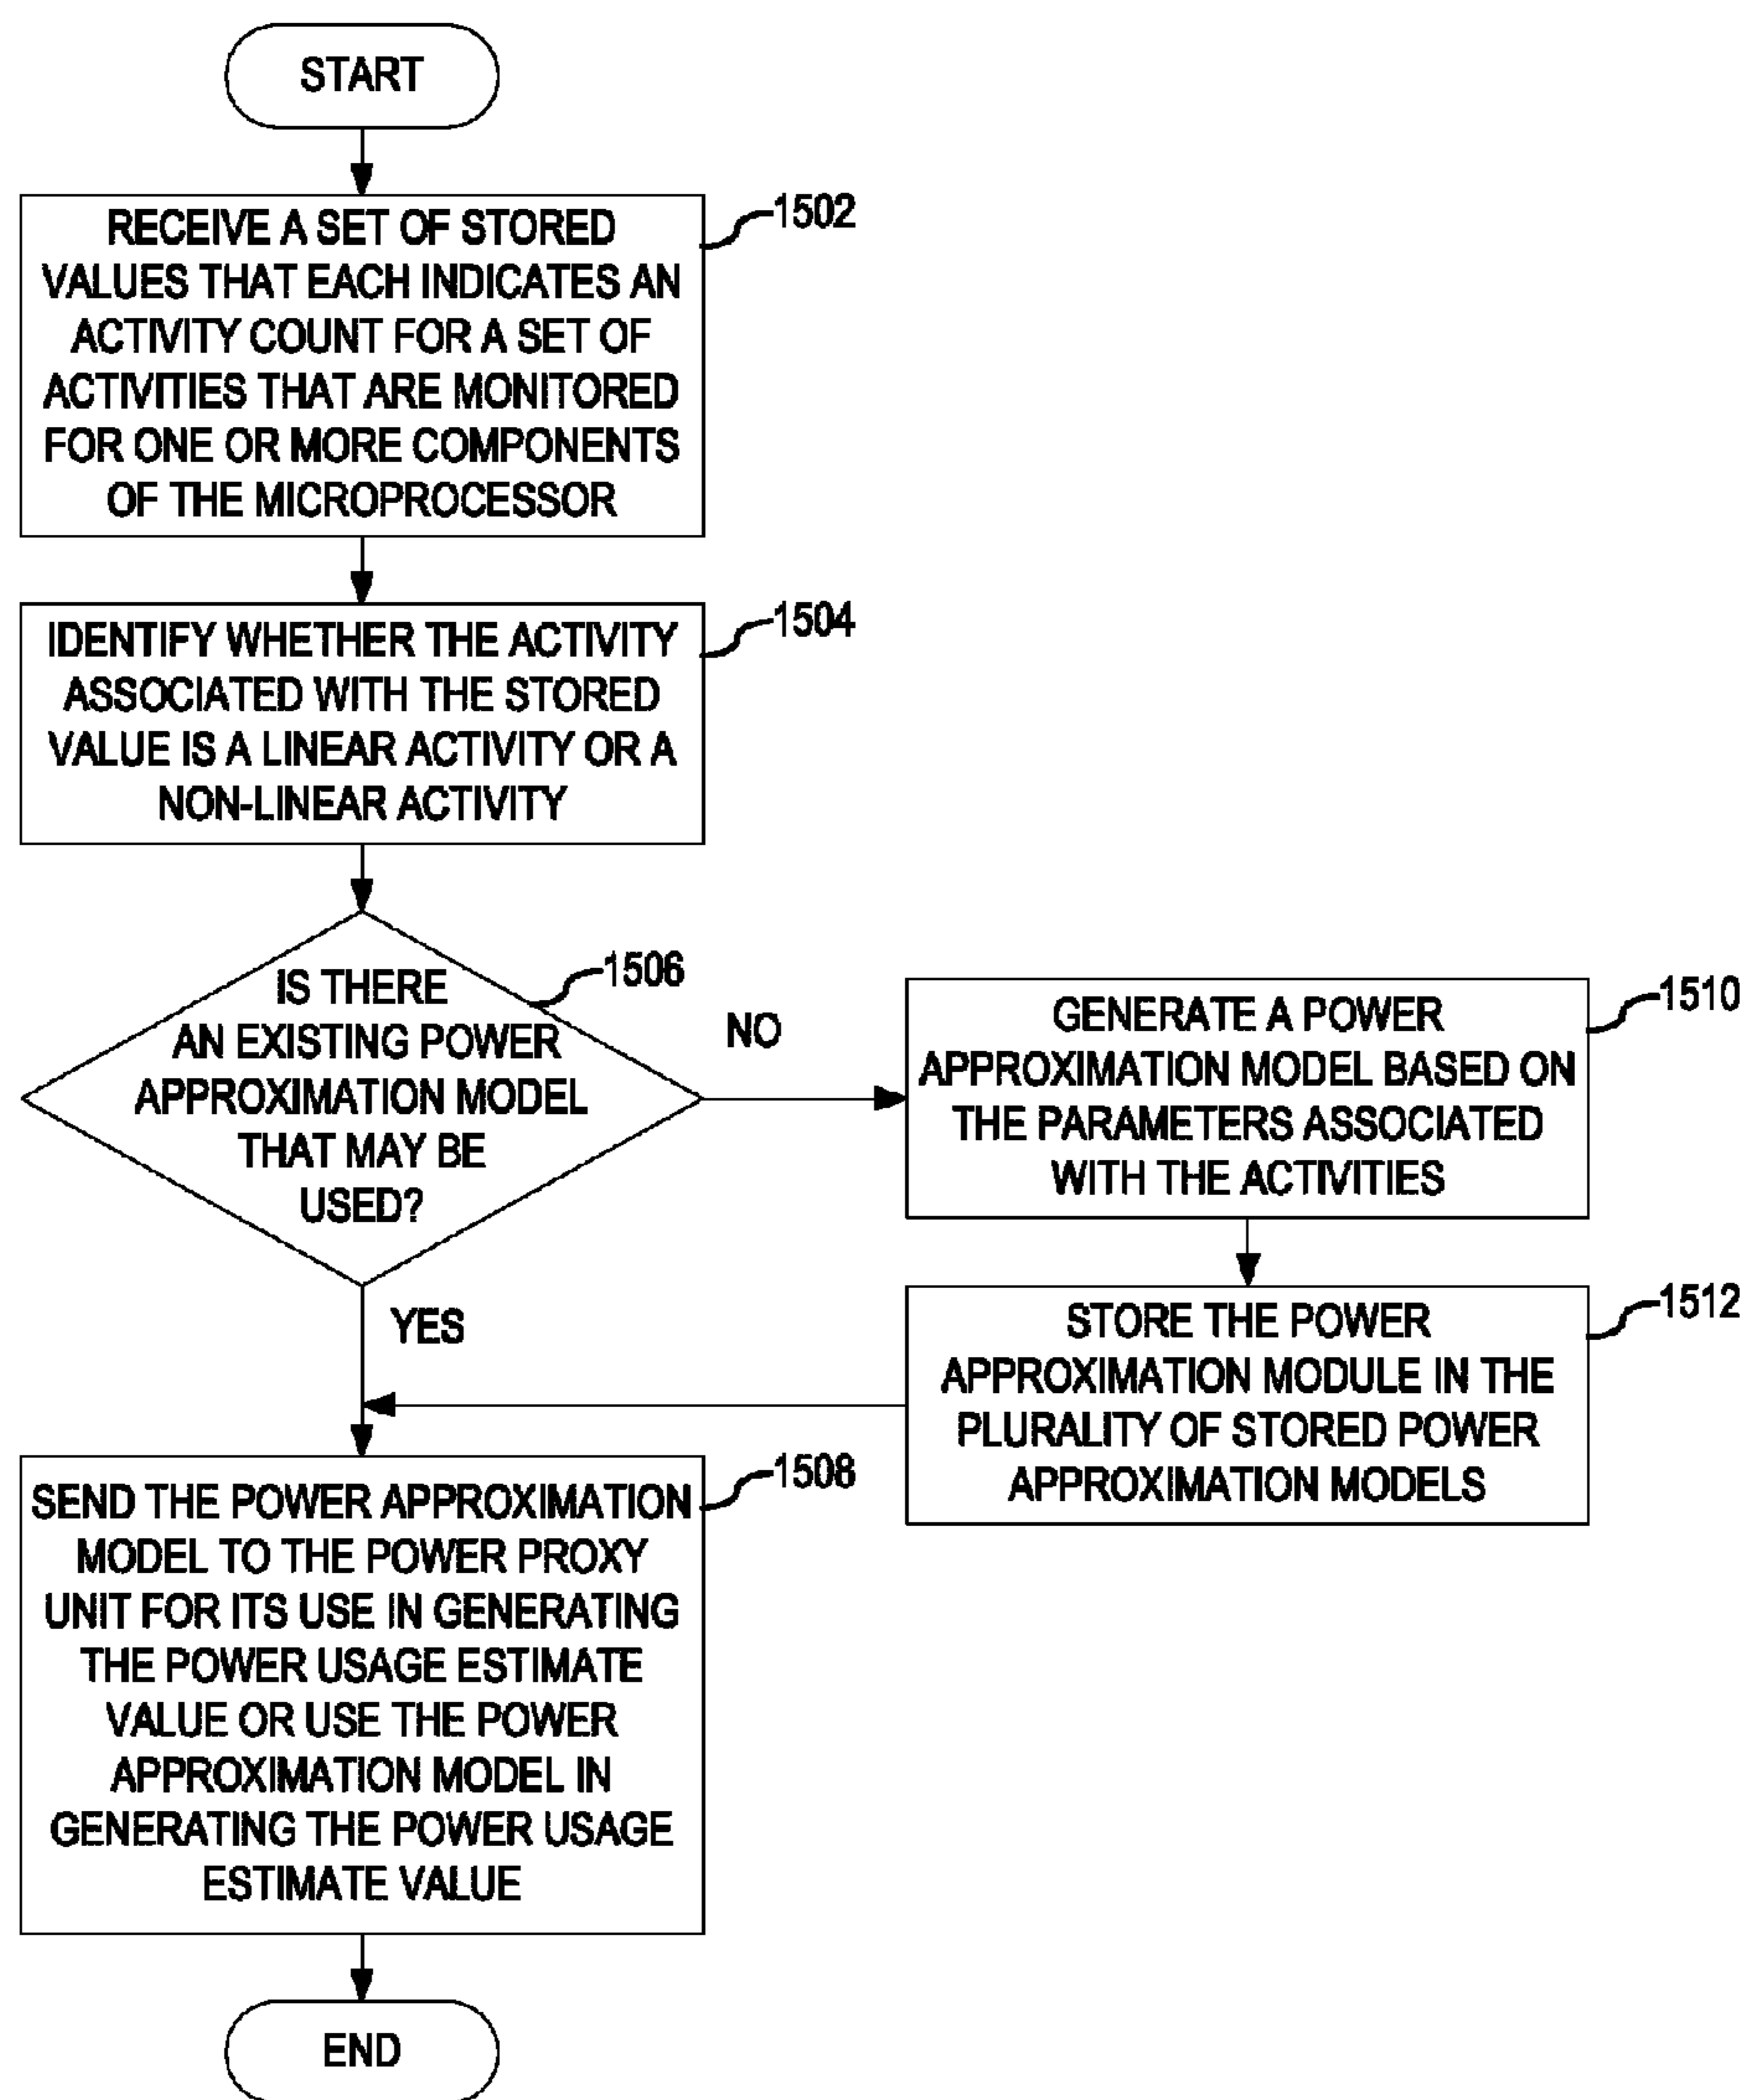 START
RECEIVE A SET OF STORED
VALUES THAT EACH INDICATES AN
ACTIVITY COUNT FOR A SET OF
ACTIVITIES THAT ARE MONITORED
FOR ONE OR MORE COMPONENTS
OF THE MICROPROCESSOR
1502
IDENTIFY WHETHER THE ACTIVITY
ASSOCIATED WITH THE STORED
VALUE IS A LINEAR ACTIVITY OR A
NON-LINEAR ACTIVITY
1504
IS THERE
AN EXISTING POWER
APPROXIMATION MODEL
THAT MAY BE
USED?
1506
NO
GENERATE A POWER
APPROXIMATION MODEL BASED ON
THE PARAMETERS ASSOCIATED
WITH THE ACTIVITIES
1510
YES
STORE THE POWER
APPROXIMATION MODULE IN THE
PLURALITY OF STORED POWER
APPROXIMATION MODELS
1512
SEND THE POWER APPROXIMATION
MODEL TO THE POWER PROXY
UNIT FOR ITS USE IN GENERATING
THE POWER USAGE ESTIMATE
VALUE OR USE THE POWER
APPROXIMATION MODEL IN
GENERATING THE POWER USAGE
ESTIMATE VALUE
1508
END